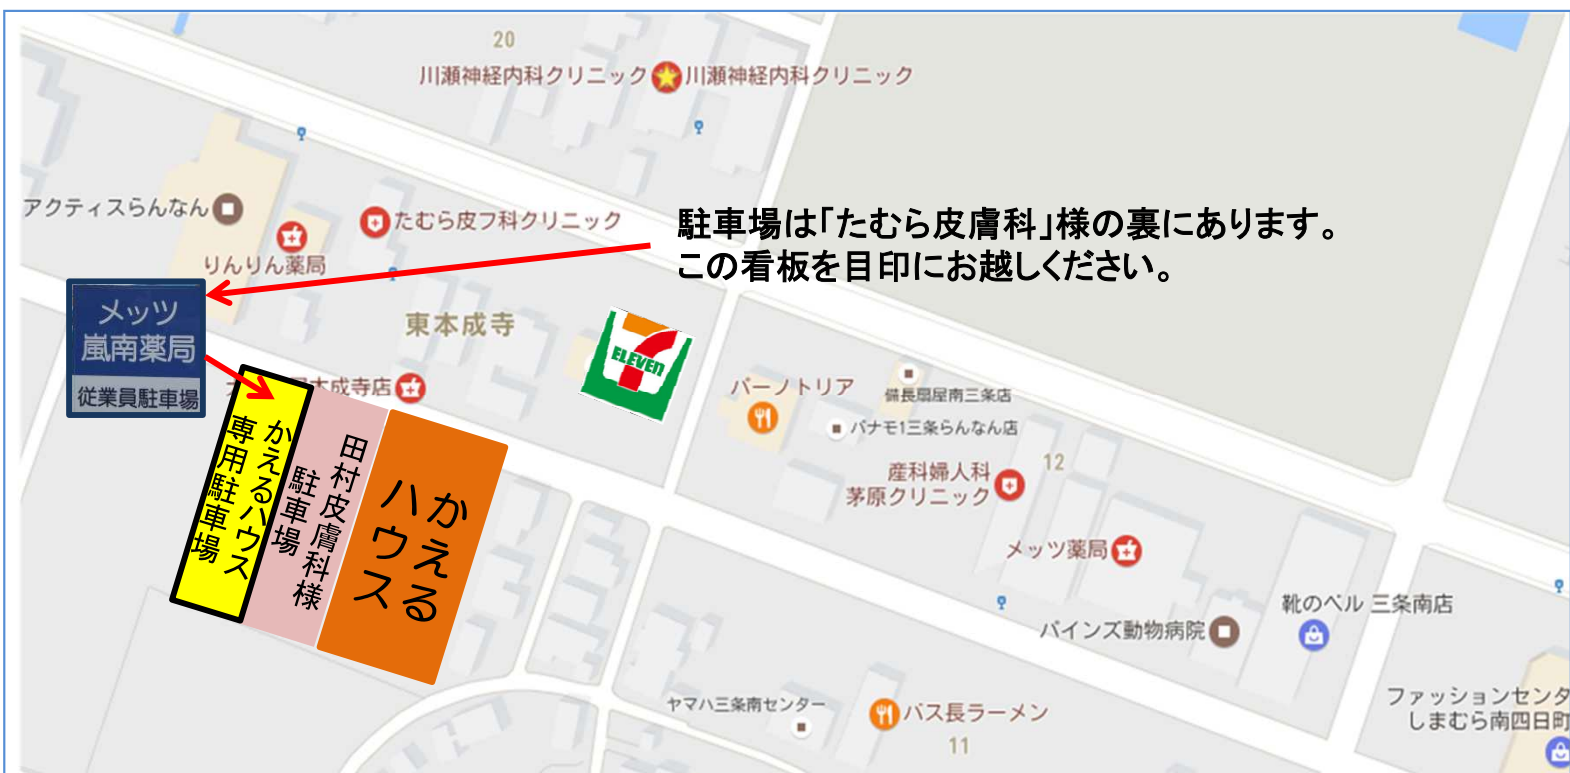 20
川瀬神経内科クリニック
川瀬神経内科クリニック
アクティスらんなん
たむら皮フ科クリニック
りんりん薬局
駐車場は「たむら皮膚科」様の裏にあります。
この看板を目印にお越しください。
メッツ
嵐南薬局
従業員駐車場
東本成寺
ELEVEN
本成寺店
かえるハウス
専用駐車場
田村皮膚科様
駐車場
かえる
ハウス
バーノトリア
備長扇屋南三条店
パナモ1三条らんなん店
12
産科婦人科
茅原クリニック
メッツ薬局
パインズ動物病院
靴のベル 三条南店
ヤマハ三条南センター
バス長ラーメン
11
ファッションセンタ
しまむら南四日町